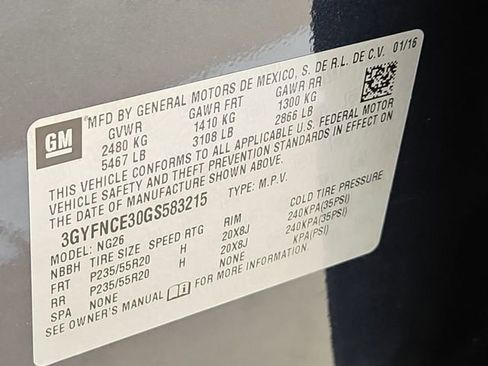 GM
MFD BY GENERAL MOTORS DE MEXICO, S. DE R.L. DE C.V. 01/16
GVWR GAWR FRT GAWR RR
2480 KG 1410 KG 1300 KG
5467 LB 3108 LB 2866 LB
THIS VEHICLE CONFORMS TO ALL APPLICABLE U.S. FEDERAL MOTOR
VEHICLE SAFETY AND THEFT PREVENTION STANDARDS IN EFFECT ON
THE DATE OF MANUFACTURE SHOWN ABOVE.
3GYFNCE30GS583215 TYPE: M.P.V.
MODEL: NG26
NBBH TIRE SIZE SPEED RTG RIM COLD TIRE PRESSURE
FRT P235/55R20 H 20X8J 240KPA(35PSI)
RR P235/55R20 H 20X8J 240KPA(35PSI)
SPA NONE NONE KPA(PSI)
SEE OWNER'S MANUAL FOR MORE INFORMATION.